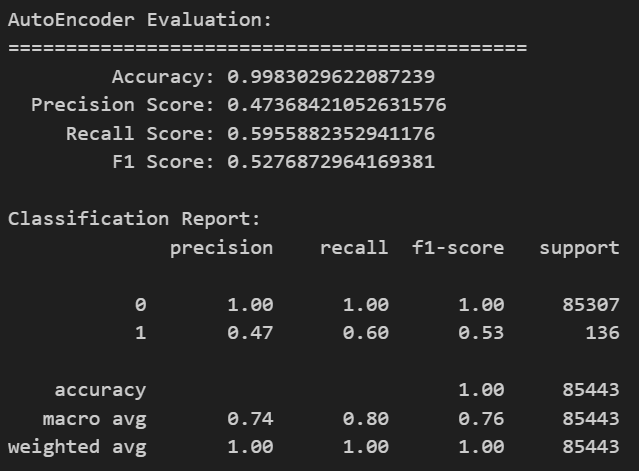 AutoEncoder Evaluation:
=============================================
Accuracy: 0.9983029622087239
Precision Score: 0.47368421052631576
Recall Score: 0.5955882352941176
F1 Score: 0.5276872964169381
Classification Report:
precision recall f1-score support
0 1.00 1.00 1.00 85307
1 0.47 0.60 0.53 136
accuracy 1.00 85443
macro avg 0.74 0.80 0.76 85443
weighted avg 1.00 1.00 1.00 85443